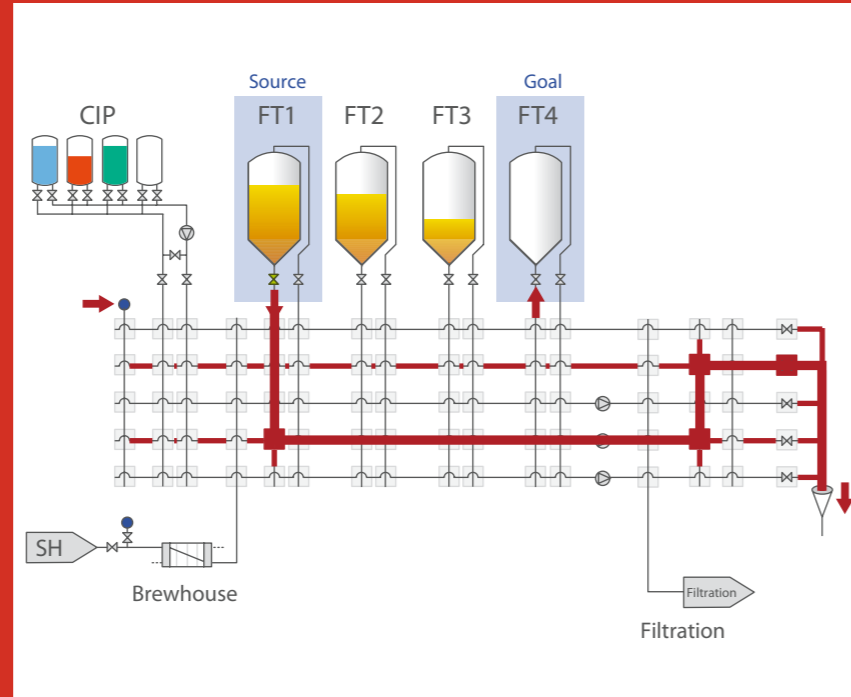 Source
Goal
CIP
FT1
FT2
FT3
FT4
SH
Brewhouse
Filtration
Filtration